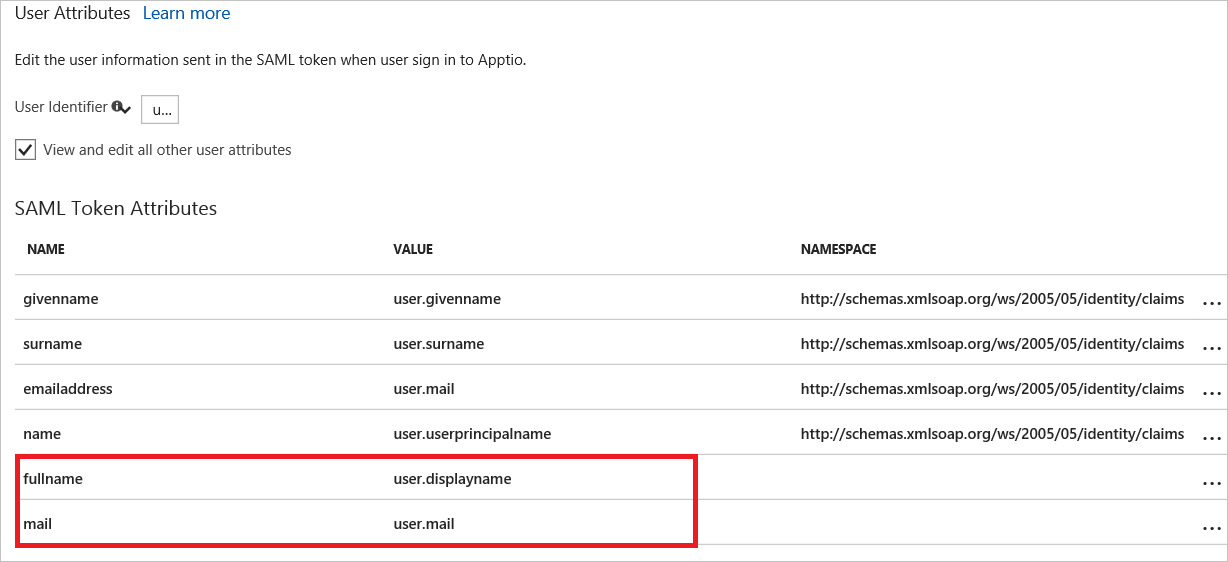 User Attributes Learn more
Edit the user information sent in the SAML token when user sign in to Apptio.
User Identifier u...
View and edit all other user attributes
SAML Token Attributes
NAME VALUE NAMESPACE
givenname user.givenname http://schemas.xmlsoap.org/ws/2005/05/identity/claims ...
surname user.surname http://schemas.xmlsoap.org/ws/2005/05/identity/claims ...
emailaddress user.mail http://schemas.xmlsoap.org/ws/2005/05/identity/claims ...
name user.userprincipalname http://schemas.xmlsoap.org/ws/2005/05/identity/claims ...
fullname user.displayname ...
mail user.mail ...